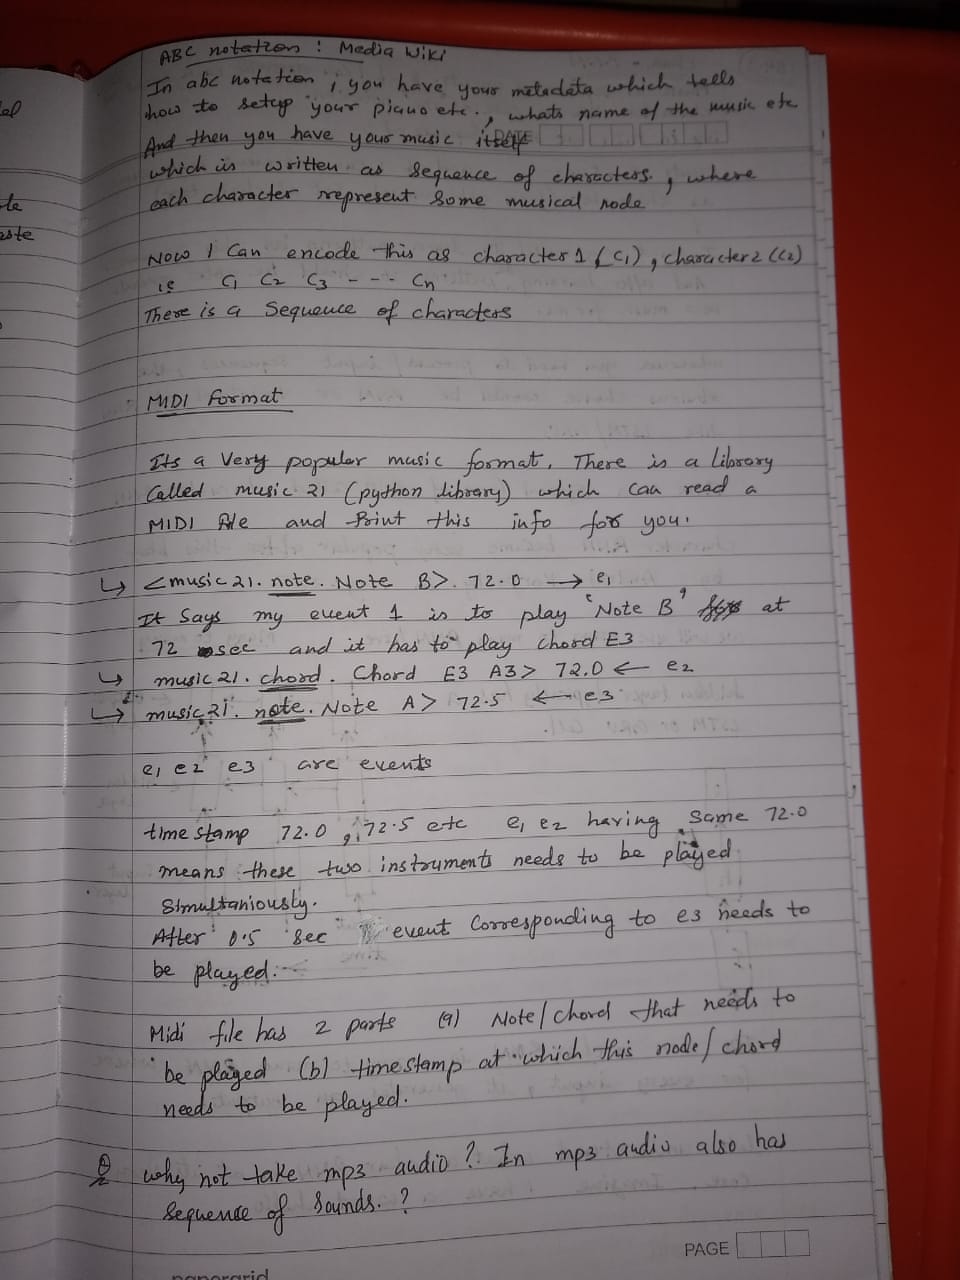 ABC notation : Media Wiki
In abc notation, you have your metadata which tells
how to setup your piano etc., whats name of the music etc
And then you have your music itself
which is written as sequence of characters, where
each character represent some musical node
Now I Can encode this as character 1 (C1), character 2 (C2)
ie C1 C2 C3 - - - Cn
There is a Sequence of characters
MIDI format
Its a Very popular music format. There is a library
Called music 21 (python library) which can read a
MIDI file and Print this info for you.
↳ <music21.note.Note B> 72.0 → e1
It Says my event 1 is to play 'Note B' at
72 sec and it has to play chord E3
↳ music21.chord.Chord E3 A3> 72.0 ← e2
↳ music21.note.Note A> 72.5 ← e3
e1 e2 e3 are events
time stamp 72.0, 72.5 etc e1 e2 having same 72.0
means these two instruments needs to be played
Simultaniously.
After 0.5 sec event Corresponding to e3 needs to
be played.
Midi file has 2 parts (a) Note/chord that needs to
be played (b) timestamp at which this node/chord
needs to be played.
Q why not take mp3 audio? In mp3 audio also has
Sequence of Sounds.?
PAGE